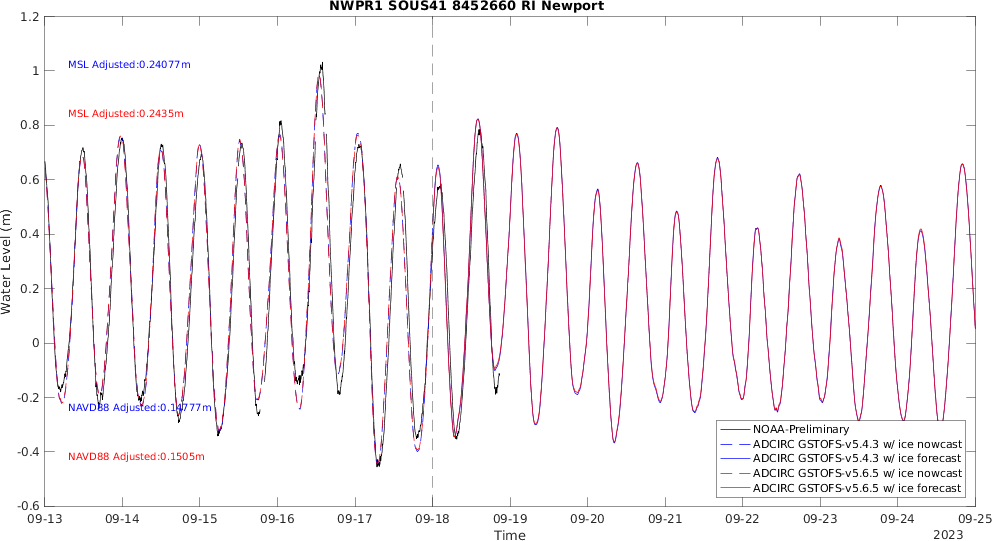 NWPR1 SOUS41 8452660 RI Newport
1.2
1
0.8
0.6
0.4
0.2
0
-0.2
-0.4
-0.6
Water Level (m)
MSL Adjusted:0.24077m
MSL Adjusted:0.2435m
NAVD88 Adjusted:0.14777m
NAVD88 Adjusted:0.1505m
NOAA-Preliminary
ADCIRC GSTOFS-v5.4.3 w/ ice nowcast
ADCIRC GSTOFS-v5.4.3 w/ ice forecast
ADCIRC GSTOFS-v5.6.5 w/ ice nowcast
ADCIRC GSTOFS-v5.6.5 w/ ice forecast
09-13 09-14 09-15 09-16 09-17 09-18 09-19 09-20 09-21 09-22 09-23 09-24 09-25
Time
2023